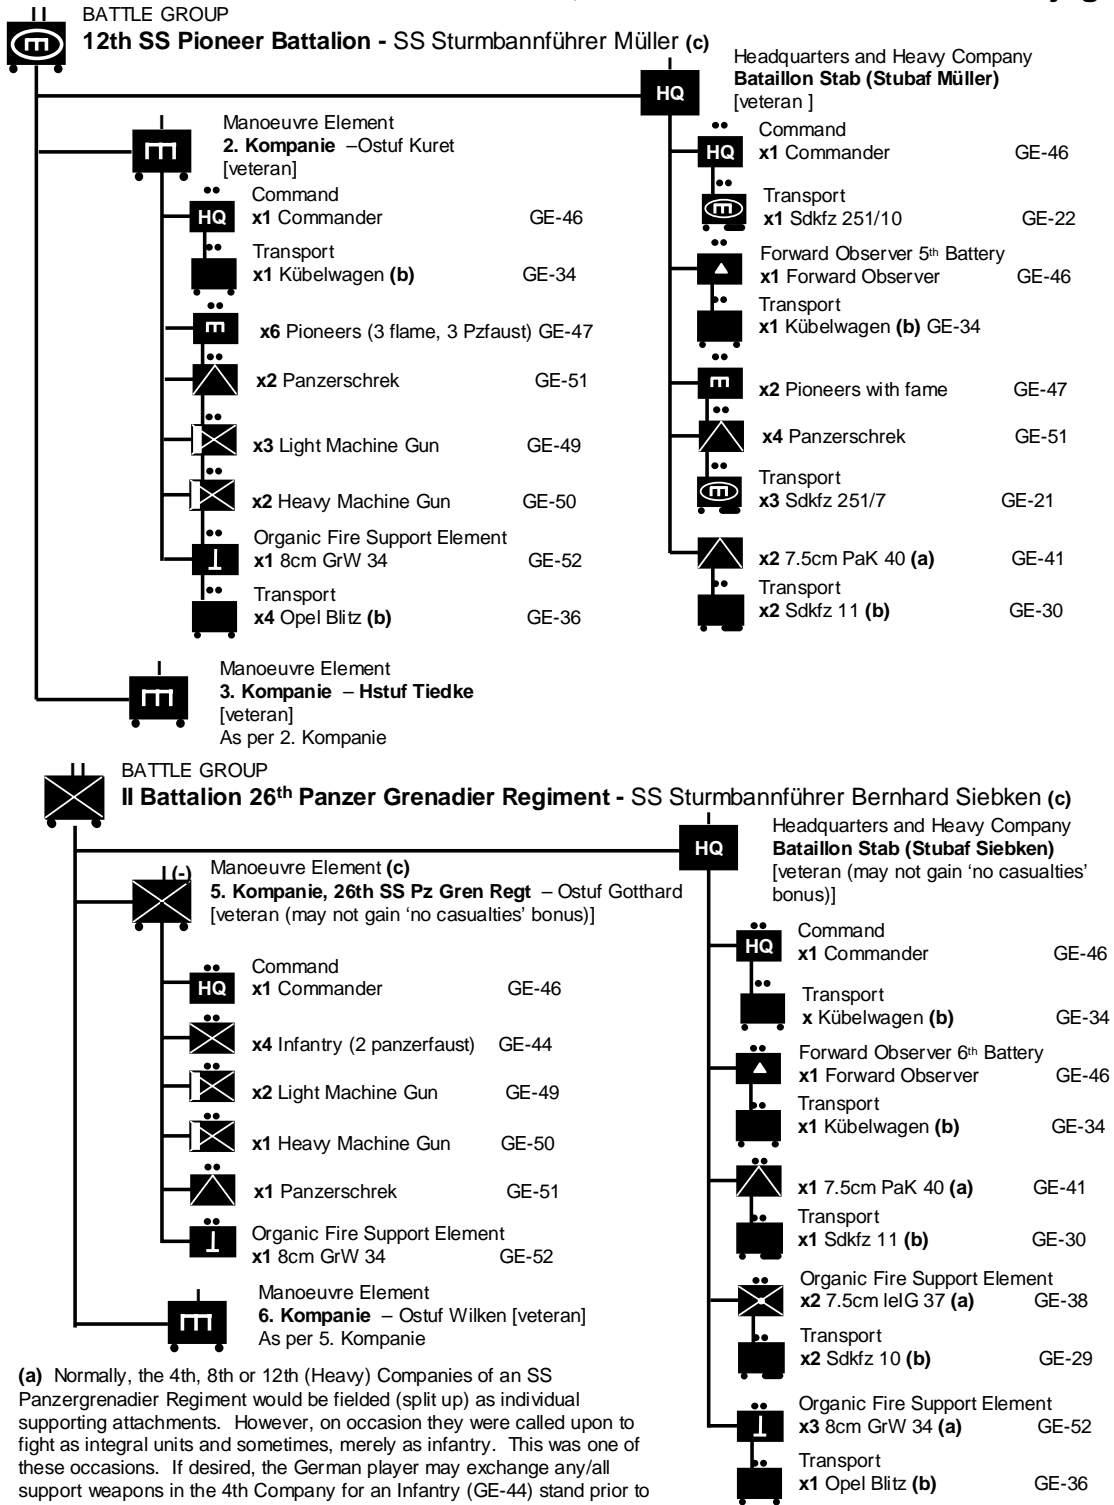 BATTLE GROUP
12th SS Pioneer Battalion - SS Sturmbannführer Müller (c)
Manoeuvre Element
2. Kompanie –Ostuf Kuret
[veteran]
Command
HQ x1 Commander GE-46
Transport
x1 Kübelwagen (b) GE-34
x6 Pioneers (3 flame, 3 Pzfaust) GE-47
x2 Panzerschrek GE-51
x3 Light Machine Gun GE-49
x2 Heavy Machine Gun GE-50
Organic Fire Support Element
x1 8cm GrW 34 GE-52
Transport
x4 Opel Blitz (b) GE-36
Manoeuvre Element
3. Kompanie – Hstuf Tiedke
[veteran]
As per 2. Kompanie
Headquarters and Heavy Company
HQ Bataillon Stab (Stubaf Müller)
[veteran ]
Command
HQ x1 Commander GE-46
Transport
x1 Sdkfz 251/10 GE-22
Forward Observer 5th Battery
x1 Forward Observer GE-46
Transport
x1 Kübelwagen (b) GE-34
x2 Pioneers with fame GE-47
x4 Panzerschrek GE-51
Transport
x3 Sdkfz 251/7 GE-21
x2 7.5cm PaK 40 (a) GE-41
Transport
x2 Sdkfz 11 (b) GE-30
BATTLE GROUP
II Battalion 26th Panzer Grenadier Regiment - SS Sturmbannführer Bernhard Siebken (c)
(-) Manoeuvre Element (c)
5. Kompanie, 26th SS Pz Gren Regt – Ostuf Gotthard
[veteran (may not gain ‘no casualties’ bonus)]
Command
HQ x1 Commander GE-46
x4 Infantry (2 panzerfaust) GE-44
x2 Light Machine Gun GE-49
x1 Heavy Machine Gun GE-50
x1 Panzerschrek GE-51
Organic Fire Support Element
x1 8cm GrW 34 GE-52
Manoeuvre Element
6. Kompanie – Ostuf Wilken [veteran]
As per 5. Kompanie
(a) Normally, the 4th, 8th or 12th (Heavy) Companies of an SS
Panzergrenadier Regiment would be fielded (split up) as individual
supporting attachments. However, on occasion they were called upon to
fight as integral units and sometimes, merely as infantry. This was one of
these occasions. If desired, the German player may exchange any/all
support weapons in the 4th Company for an Infantry (GE-44) stand prior to
Headquarters and Heavy Company
HQ Bataillon Stab (Stubaf Siebken)
[veteran (may not gain ‘no casualties’
bonus)]
Command
HQ x1 Commander GE-46
Transport
x Kübelwagen (b) GE-34
Forward Observer 6th Battery
x1 Forward Observer GE-46
Transport
x1 Kübelwagen (b) GE-34
x1 7.5cm PaK 40 (a) GE-41
Transport
x1 Sdkfz 11 (b) GE-30
Organic Fire Support Element
x2 7.5cm leIG 37 (a) GE-38
Transport
x2 Sdkfz 10 (b) GE-29
Organic Fire Support Element
x3 8cm GrW 34 (a) GE-52
Transport
x1 Opel Blitz (b) GE-36